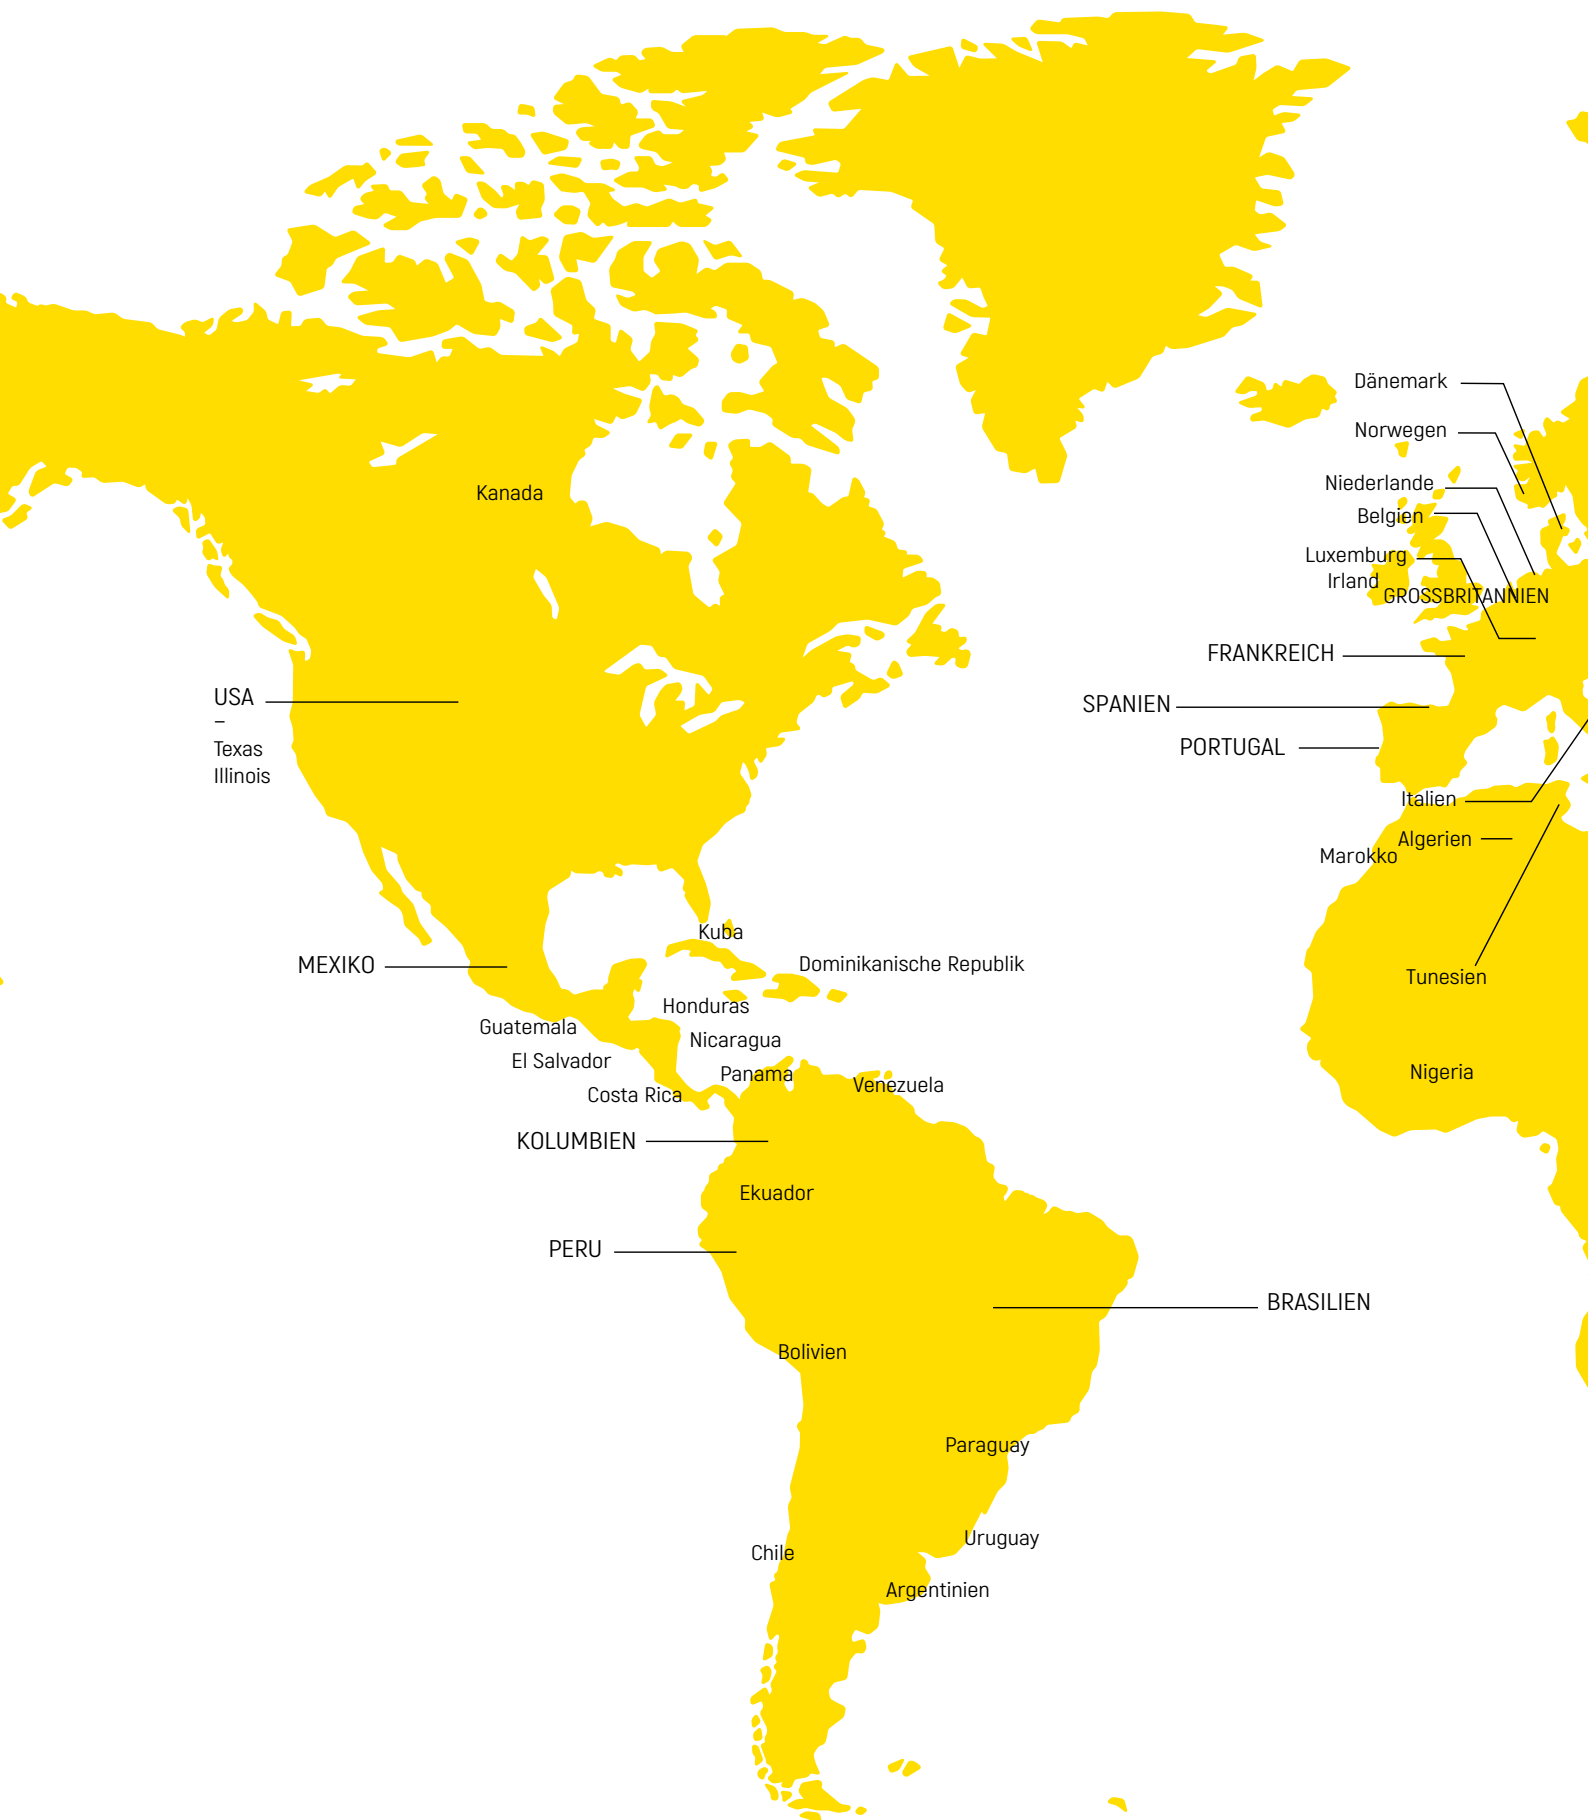 Dänemark
Norwegen
Niederlande
Kanada
Belgien
Luxemburg
Irland
GROSSBRITANNIEN
FRANKREICH
USA
–
Texas
Illinois
SPANIEN
PORTUGAL
Italien
Algerien
Marokko
Kuba
MEXIKO
Dominikanische Republik
Tunesien
Honduras
Guatemala
Nicaragua
El Salvador
Panama
Nigeria
Venezuela
Costa Rica
KOLUMBIEN
Ekuador
PERU
BRASILIEN
Bolivien
Paraguay
Uruguay
Chile
Argentinien